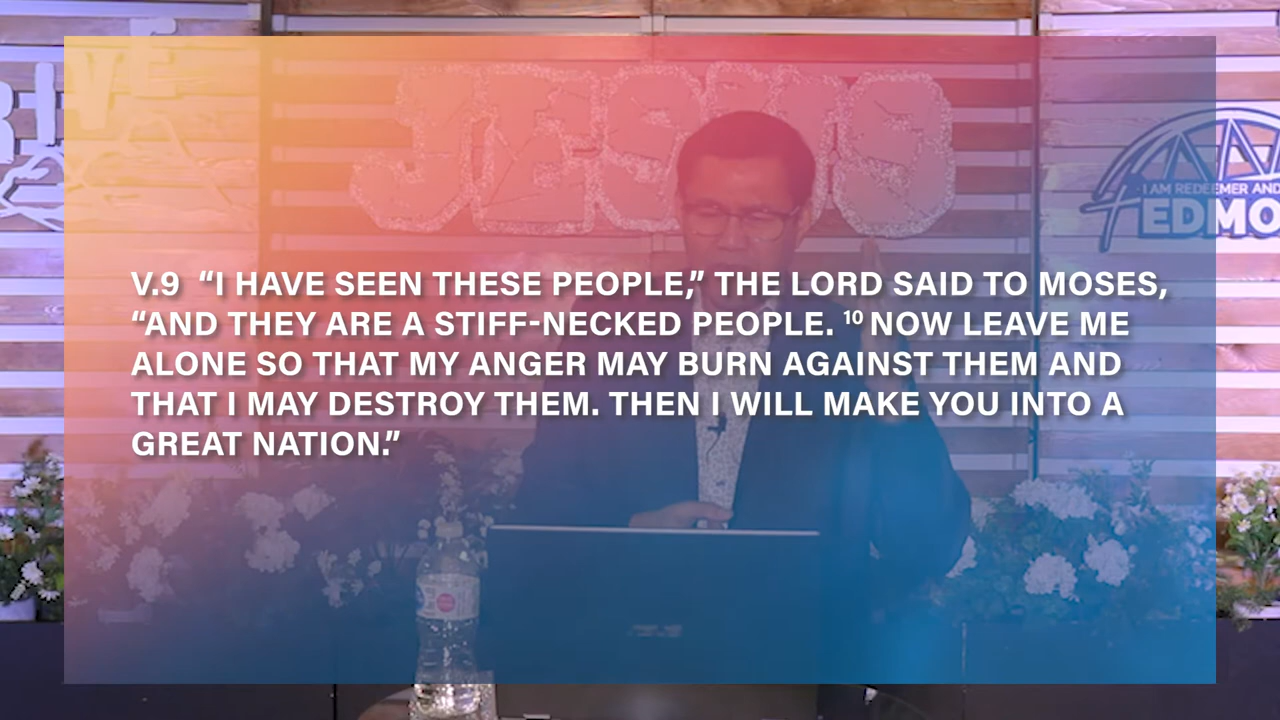 JESUS
I AM REDEEMER AND
EDMO
V.9 “I HAVE SEEN THESE PEOPLE,” THE LORD SAID TO MOSES,
“AND THEY ARE A STIFF-NECKED PEOPLE. ¹⁰ NOW LEAVE ME
ALONE SO THAT MY ANGER MAY BURN AGAINST THEM AND
THAT I MAY DESTROY THEM. THEN I WILL MAKE YOU INTO A
GREAT NATION.”